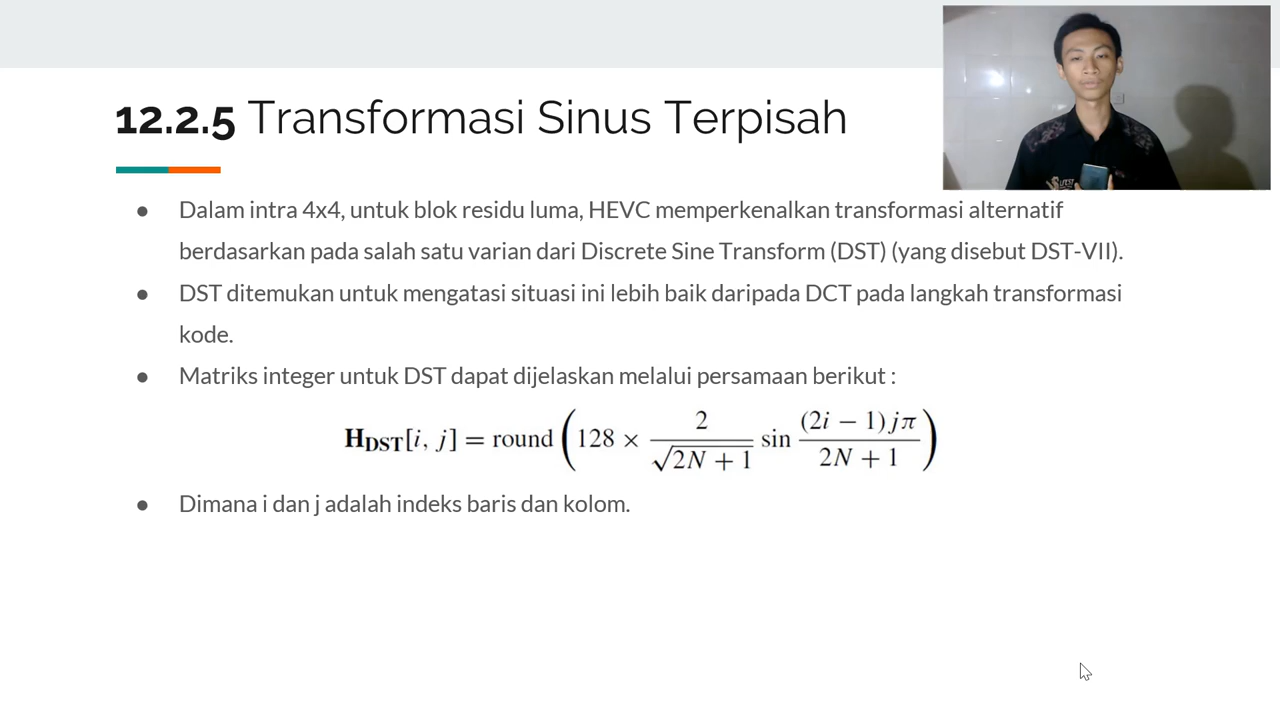 12.2.5 Transformasi Sinus Terpisah
● Dalam intra 4x4, untuk blok residu luma, HEVC memperkenalkan transformasi alternatif
berdasarkan pada salah satu varian dari Discrete Sine Transform (DST) (yang disebut DST-VII).
● DST ditemukan untuk mengatasi situasi ini lebih baik daripada DCT pada langkah transformasi
kode.
● Matriks integer untuk DST dapat dijelaskan melalui persamaan berikut :
H_DST[i, j] = round(128 × 2/√(2N + 1) sin (2i − 1)jπ/(2N + 1))
● Dimana i dan j adalah indeks baris dan kolom.